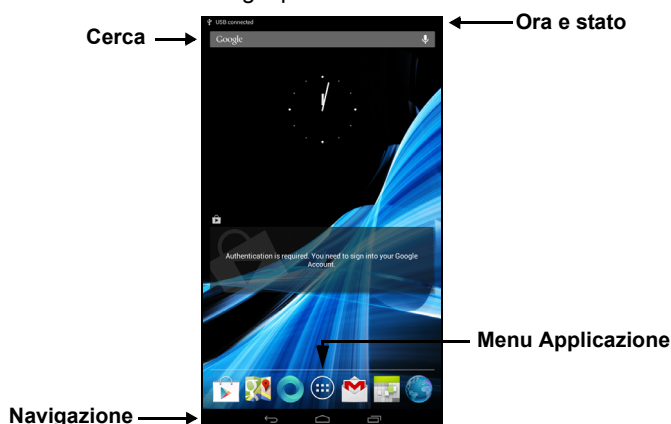 USB connected
Ora e stato
Cerca
Google
Authentication is required. You need to sign into your Google
Account.
Menu Applicazione
Navigazione